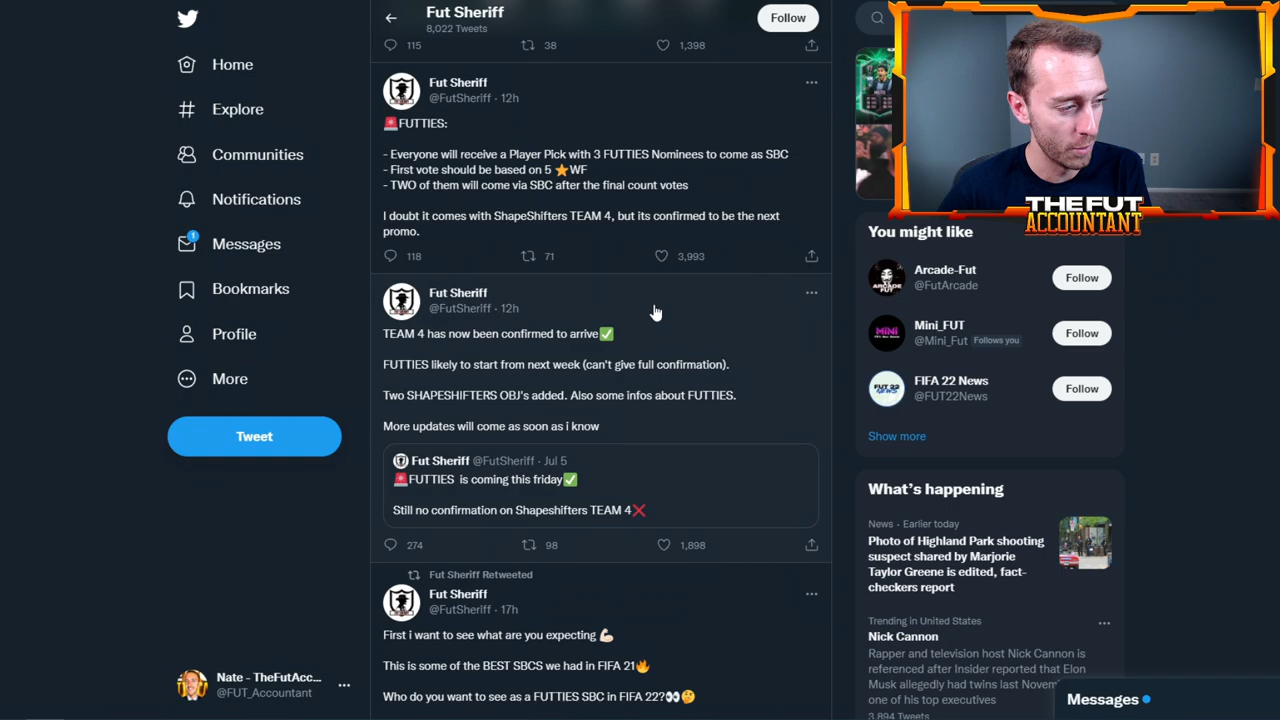 Home
Explore
Communities
Notifications
1
Messages
Bookmarks
Profile
More
Tweet
Nate - TheFutAcc...
@FUT_Accountant
Fut Sheriff
8,022 Tweets
Follow
115
38
1,398
Fut Sheriff
@FutSheriff · 12h
🚨FUTTIES:
- Everyone will receive a Player Pick with 3 FUTTIES Nominees to come as SBC
- First vote should be based on 5 ⭐WF
- TWO of them will come via SBC after the final count votes
I doubt it comes with ShapeShifters TEAM 4, but its confirmed to be the next
promo.
118
71
3,993
Fut Sheriff
@FutSheriff · 12h
TEAM 4 has now been confirmed to arrive✅
FUTTIES likely to start from next week (can't give full confirmation).
Two SHAPESHIFTERS OBJ's added. Also some infos about FUTTIES.
More updates will come as soon as i know
Fut Sheriff @FutSheriff · Jul 5
🚨FUTTIES is coming this friday✅
Still no confirmation on Shapeshifters TEAM 4❌
274
98
1,898
Fut Sheriff Retweeted
Fut Sheriff
@FutSheriff · 17h
First i want to see what are you expecting 💪🏻
This is some of the BEST SBCS we had in FIFA 21🔥
Who do you want to see as a FUTTIES SBC in FIFA 22?👀🤔
THE FUT
ACCOUNTANT
You might like
Arcade-Fut
@FutArcade
Follow
Mini_FUT
@Mini_Fut Follows you
Follow
FIFA 22 News
@FUT22News
Follow
Show more
What's happening
News · Earlier today
Photo of Highland Park shooting
suspect shared by Marjorie
Taylor Greene is edited, fact-
checkers report
Trending in United States
Nick Cannon
Rapper and television host Nick Cannon is
referenced after Insider reported that Elon
Musk allegedly had twins last Novem
one of his top executives
3,894 Tweets
Messages